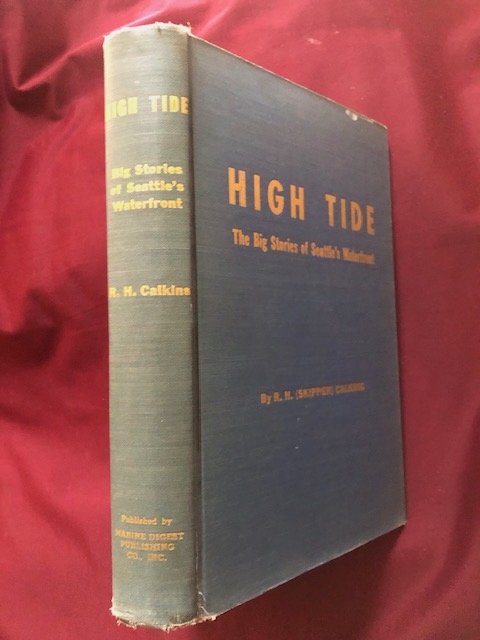 HIGH TIDE
Big Stories
of Seattle's
Waterfront
R. H. Calkins
Published by
MARINE DIGEST
PUBLISHING
CO., INC.
HIGH TIDE
The Big Stories of Seattle's Waterfront
By R. H. (SKIPPER) CALKINS